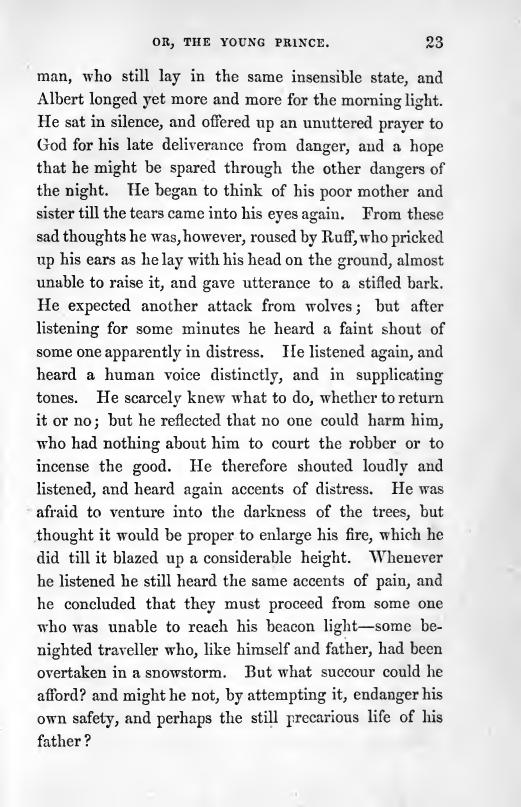 OR, THE YOUNG PRINCE. 23
man, who still lay in the same insensible state, and
Albert longed yet more and more for the morning light.
He sat in silence, and offered up an unuttered prayer to
God for his late deliverance from danger, and a hope
that he might be spared through the other dangers of
the night. He began to think of his poor mother and
sister till the tears came into his eyes again. From these
sad thoughts he was, however, roused by Ruff, who pricked
up his ears as he lay with his head on the ground, almost
unable to raise it, and gave utterance to a stifled bark.
He expected another attack from wolves; but after
listening for some minutes he heard a faint shout of
some one apparently in distress. He listened again, and
heard a human voice distinctly, and in supplicating
tones. He scarcely knew what to do, whether to return
it or no; but he reflected that no one could harm him,
who had nothing about him to court the robber or to
incense the good. He therefore shouted loudly and
listened, and heard again accents of distress. He was
afraid to venture into the darkness of the trees, but
thought it would be proper to enlarge his fire, which he
did till it blazed up a considerable height. Whenever
he listened he still heard the same accents of pain, and
he concluded that they must proceed from some one
who was unable to reach his beacon light—some be-
nighted traveller who, like himself and father, had been
overtaken in a snowstorm. But what succour could he
afford? and might he not, by attempting it, endanger his
own safety, and perhaps the still precarious life of his
father?